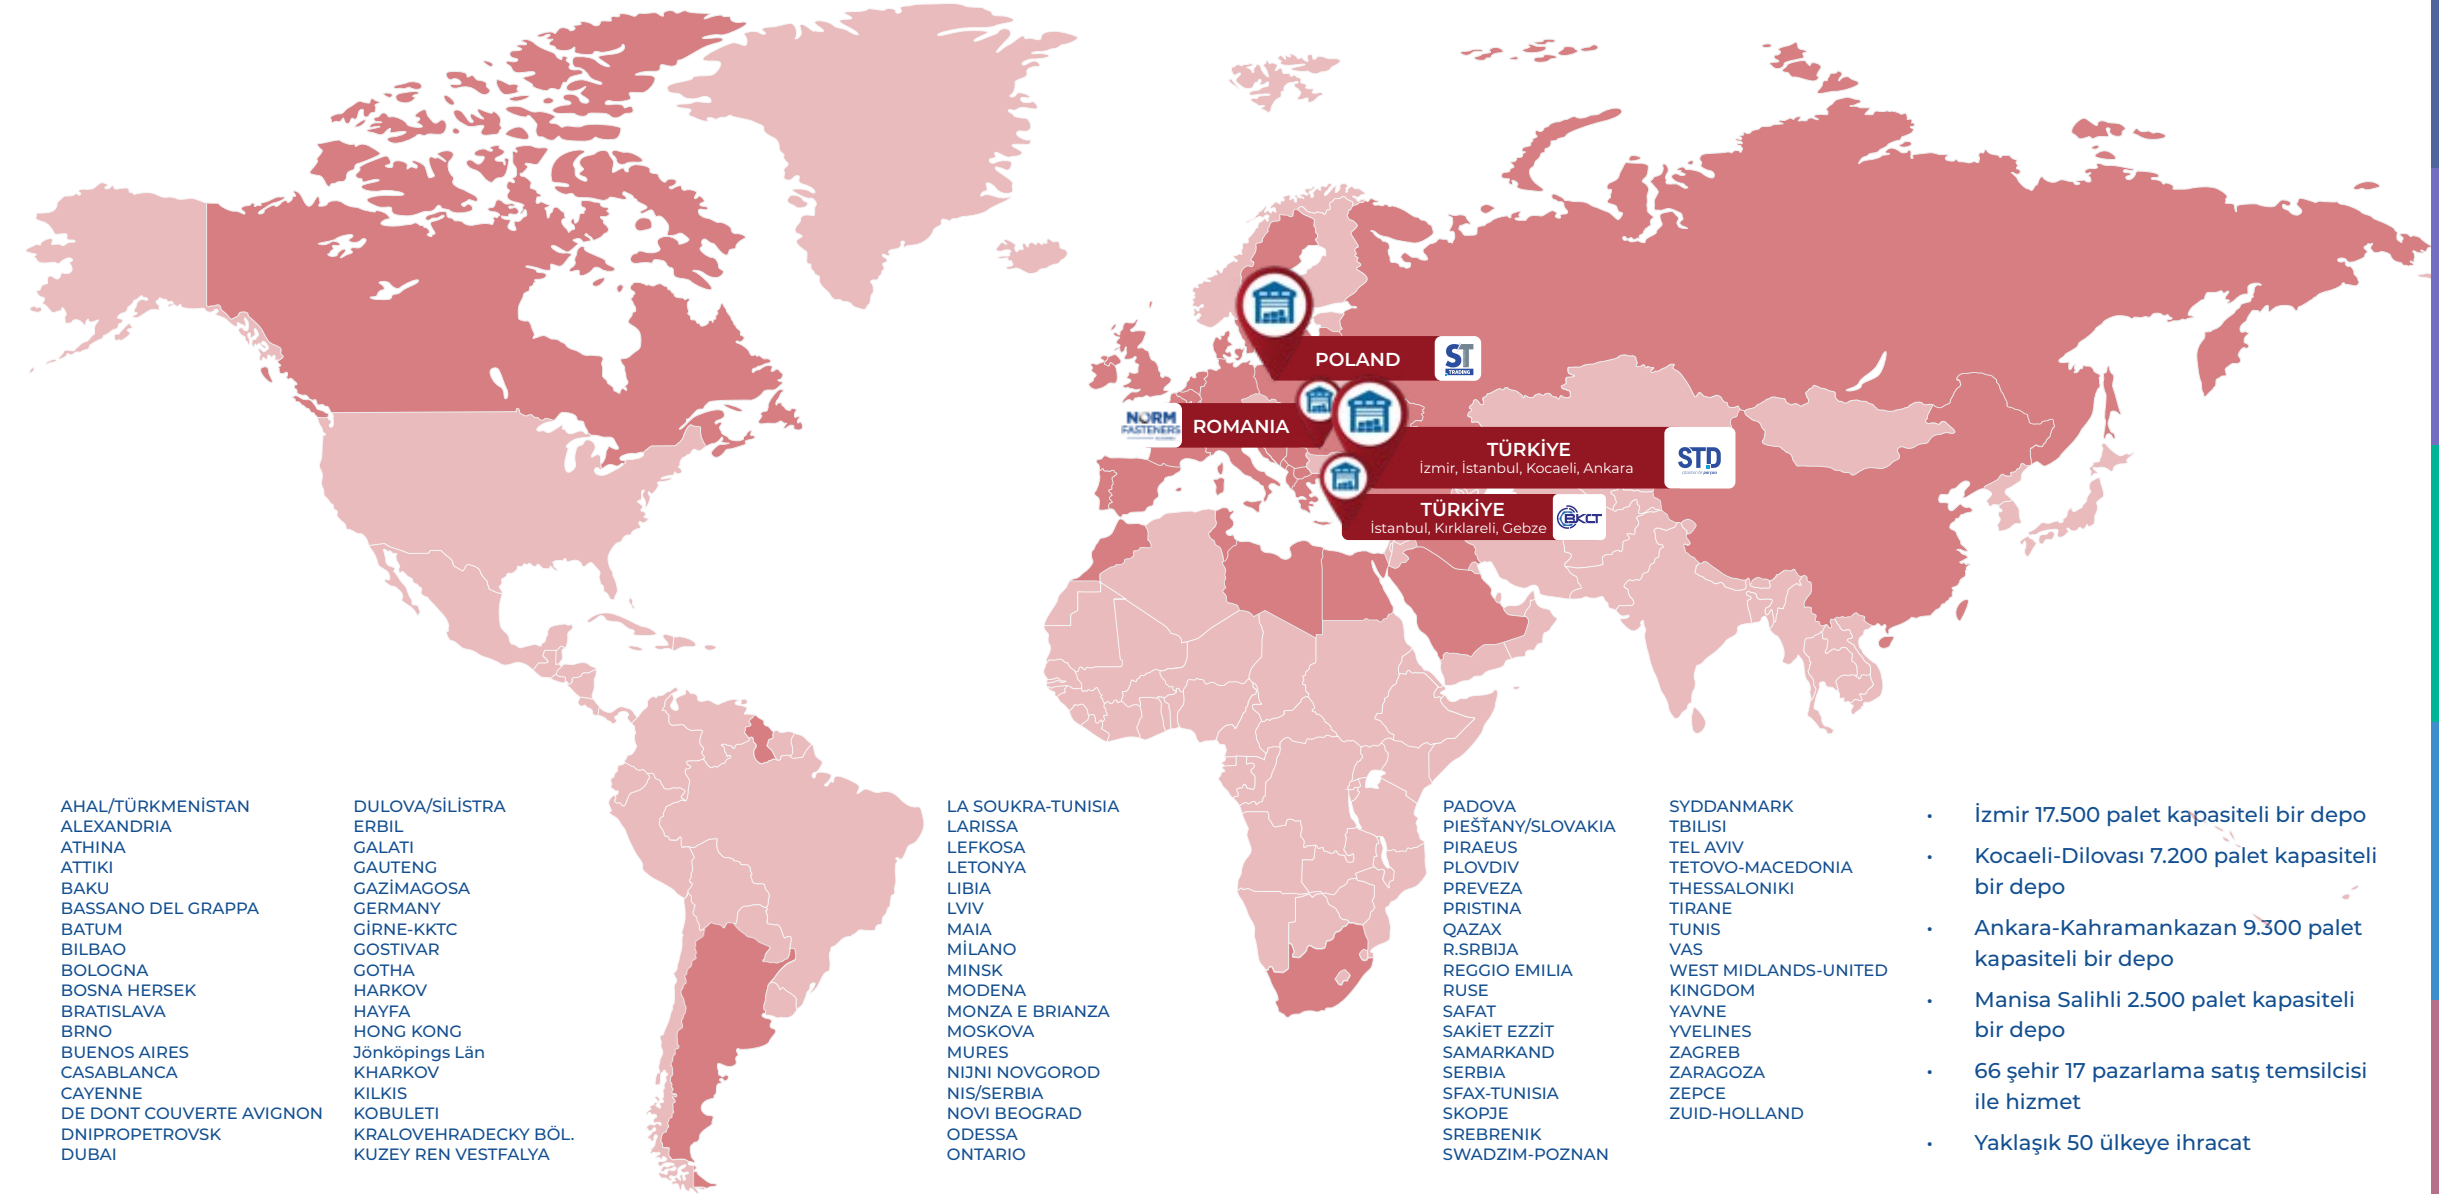 POLAND
ST
TRADING
NORM
FASTENERS
ROMANIA
TÜRKİYE
İzmir, İstanbul, Kocaeli, Ankara
STD
TÜRKİYE
İstanbul, Kırklareli, Gebze
BKCT
AHAL/TÜRKMENİSTAN
ALEXANDRIA
ATHINA
ATTIKI
BAKU
BASSANO DEL GRAPPA
BATUM
BILBAO
BOLOGNA
BOSNA HERSEK
BRATISLAVA
BRNO
BUENOS AIRES
CASABLANCA
CAYENNE
DE DONT COUVERTE AVIGNON
DNIPROPETROVSK
DUBAI
DULOVA/SİLİSTRA
ERBIL
GALATI
GAUTENG
GAZİMAGOSA
GERMANY
GİRNE-KKTC
GOSTIVAR
GOTHA
HARKOV
HAYFA
HONG KONG
Jönköpings Län
KHARKOV
KILKIS
KOBULETI
KRALOVEHRADECKY BÖL.
KUZEY REN VESTFALYA
LA SOUKRA-TUNISIA
LARISSA
LEFKOSA
LETONYA
LIBIA
LVIV
MAIA
MİLANO
MINSK
MODENA
MONZA E BRIANZA
MOSKOVA
MURES
NIJNI NOVGOROD
NIS/SERBIA
NOVI BEOGRAD
ODESSA
ONTARIO
PADOVA
PIEŠŤANY/SLOVAKIA
PIRAEUS
PLOVDIV
PREVEZA
PRISTINA
QAZAX
R.SRBIJA
REGGIO EMILIA
RUSE
SAFAT
SAKİET EZZİT
SAMARKAND
SERBIA
SFAX-TUNISIA
SKOPJE
SREBRENIK
SWADZIM-POZNAN
SYDDANMARK
TBILISI
TEL AVIV
TETOVO-MACEDONIA
THESSALONIKI
TIRANE
TUNIS
VAS
WEST MIDLANDS-UNITED
KINGDOM
YAVNE
YVELINES
ZAGREB
ZARAGOZA
ZEPCE
ZUID-HOLLAND
• İzmir 17.500 palet kapasiteli bir depo
• Kocaeli-Dilovası 7.200 palet kapasiteli
bir depo
• Ankara-Kahramankazan 9.300 palet
kapasiteli bir depo
• Manisa Salihli 2.500 palet kapasiteli
bir depo
• 66 şehir 17 pazarlama satış temsilcisi
ile hizmet
• Yaklaşık 50 ülkeye ihracat